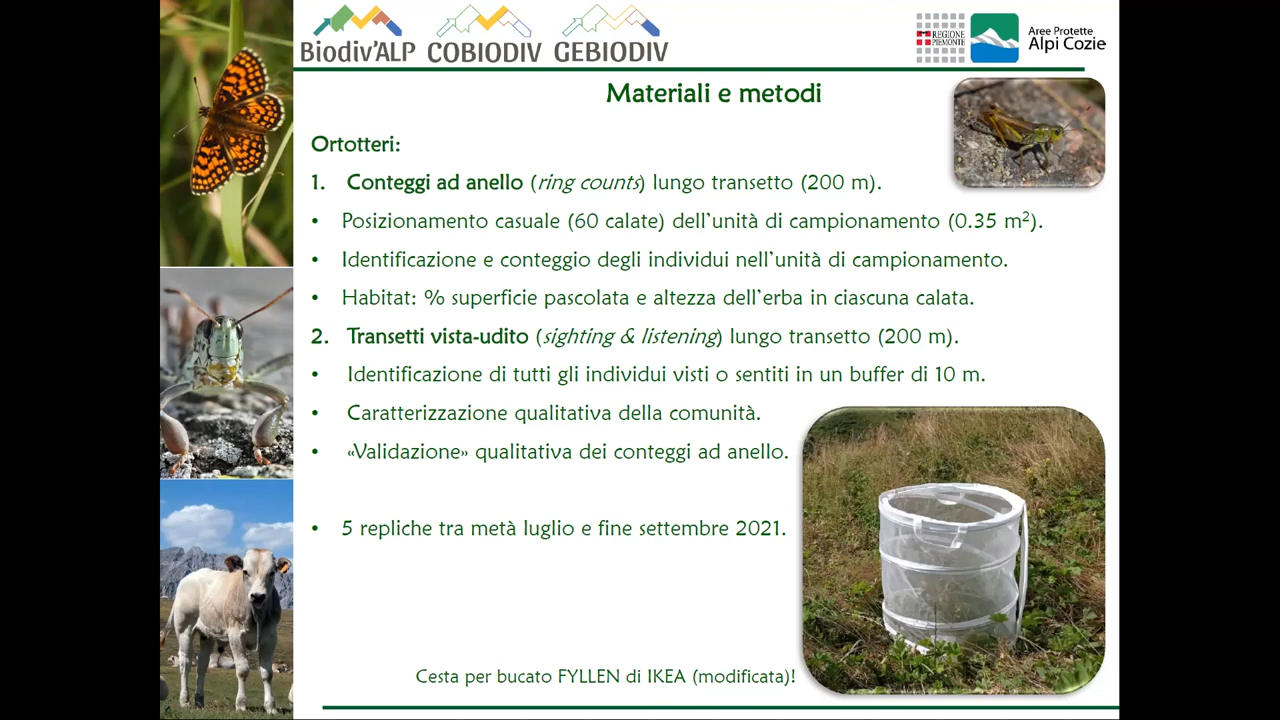 Biodiv'ALP COBIODIV GEBIODIV
REGIONE
PIEMONTE
Aree Protette
Alpi Cozie
Materiali e metodi
Ortotteri:
1. Conteggi ad anello (ring counts) lungo transetto (200 m).
• Posizionamento casuale (60 calate) dell'unità di campionamento (0.35 m²).
• Identificazione e conteggio degli individui nell'unità di campionamento.
• Habitat: % superficie pascolata e altezza dell'erba in ciascuna calata.
2. Transetti vista-udito (sighting & listening) lungo transetto (200 m).
• Identificazione di tutti gli individui visti o sentiti in un buffer di 10 m.
• Caratterizzazione qualitativa della comunità.
• «Validazione» qualitativa dei conteggi ad anello.
• 5 repliche tra metà luglio e fine settembre 2021.
Cesta per bucato FYLLEN di IKEA (modificata)!